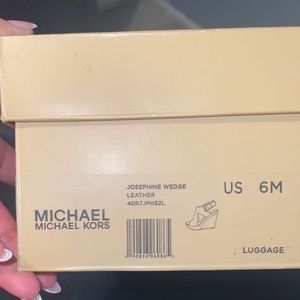 JOSEPHINE WEDGE
LEATHER
40R7JPHS2L
US 6M
MICHAEL
MICHAEL KORS
LUGGAGE